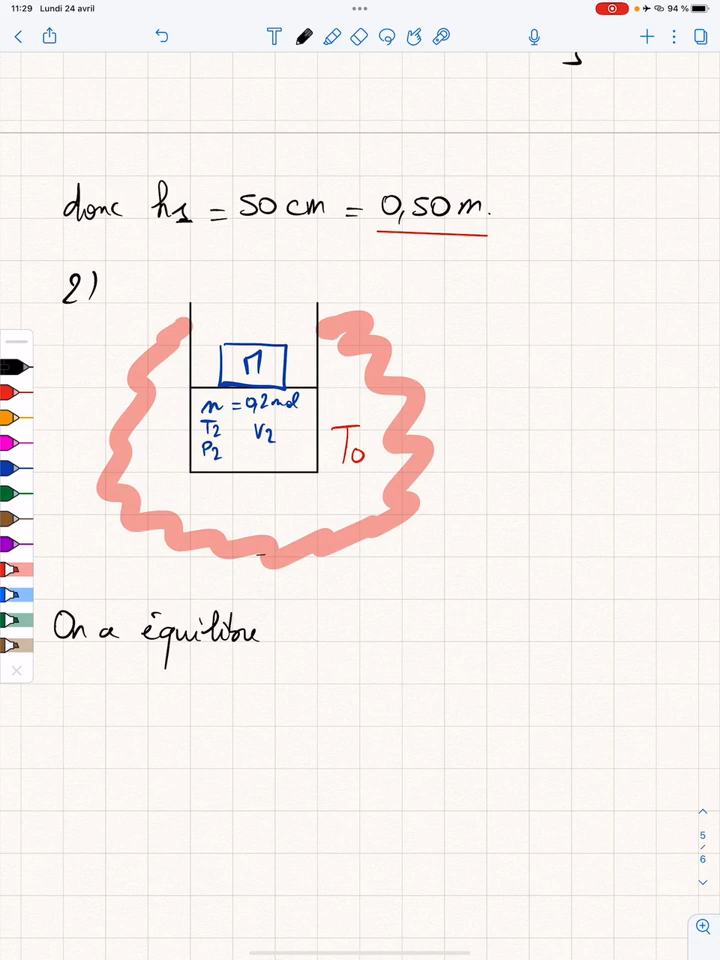 11:29 Lundi 24 avril
94 %
donc h1 = 50 cm = 0,50 m.
2)
M
n = 0,2 mol
T2 V2
P2
T0
On a équilibre
5
/
6